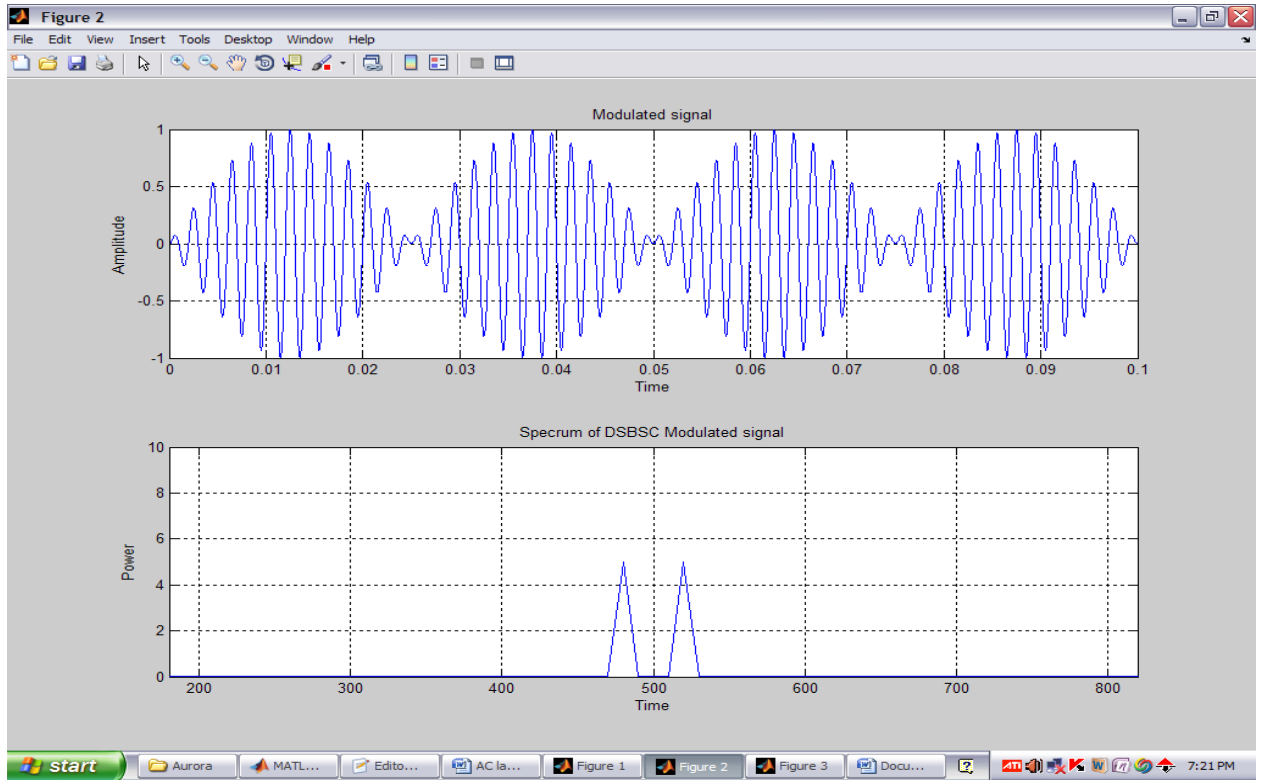 Figure 2
File Edit View Insert Tools Desktop Window Help
Modulated signal
1
0.5
0
-0.5
-1
Amplitude
0 0.01 0.02 0.03 0.04 0.05 0.06 0.07 0.08 0.09 0.1
Time
Specrum of DSBSC Modulated signal
10
8
6
4
2
0
Power
200 300 400 500 600 700 800
Time
start Aurora MATL... Edito... AC la... Figure 1 Figure 2 Figure 3 Docu... ATI 7:21 PM